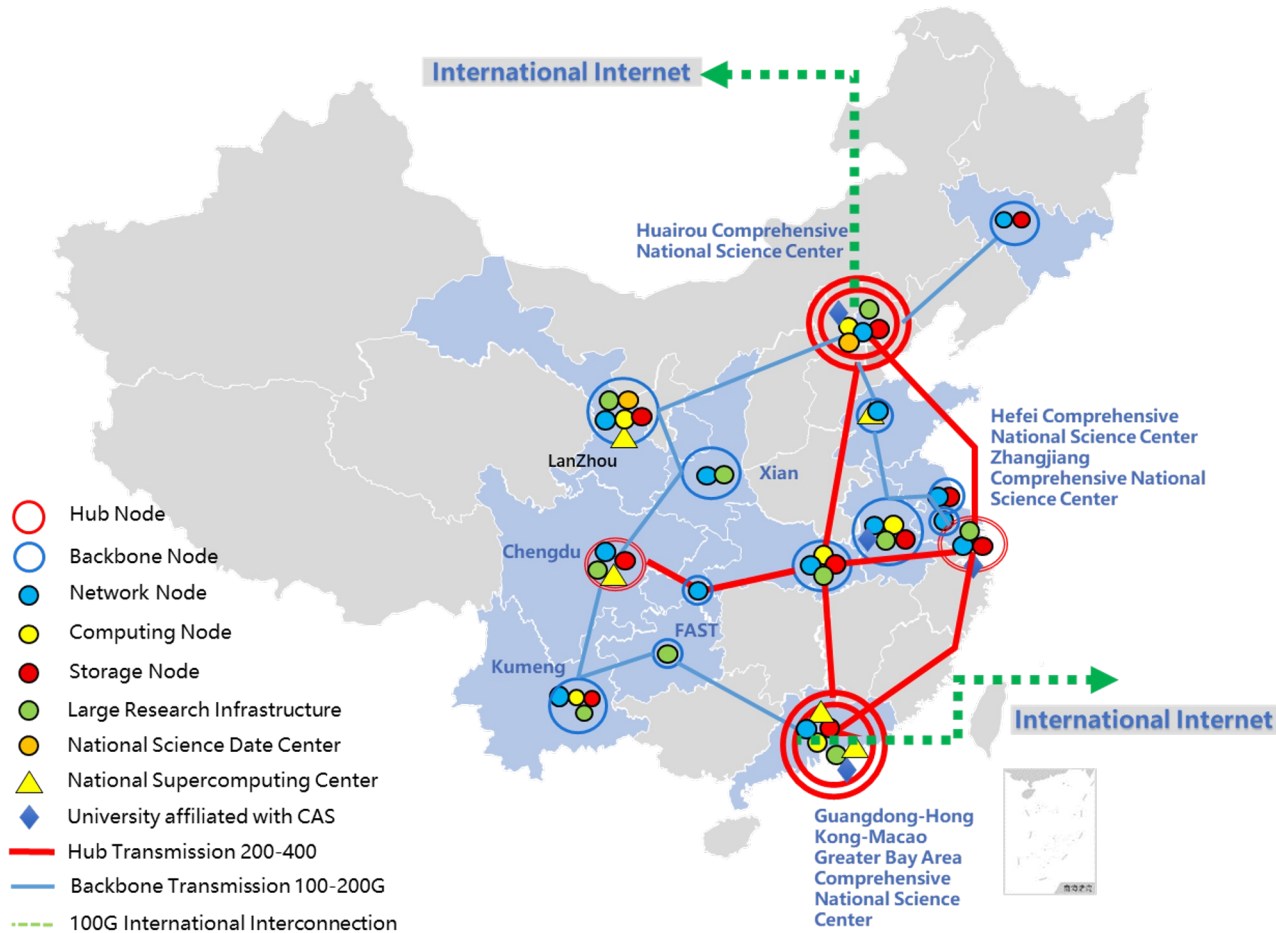 International Internet
Huairou Comprehensive
National Science Center
Hefei Comprehensive
National Science Center
Zhangjiang
Comprehensive National
Science Center
LanZhou
Xian
Chengdu
FAST
Kumeng
International Internet
Guangdong-Hong
Kong-Macao
Greater Bay Area
Comprehensive
National Science
Center
Hub Node
Backbone Node
Network Node
Computing Node
Storage Node
Large Research Infrastructure
National Science Date Center
National Supercomputing Center
University affiliated with CAS
Hub Transmission 200-400
Backbone Transmission 100-200G
100G International Interconnection